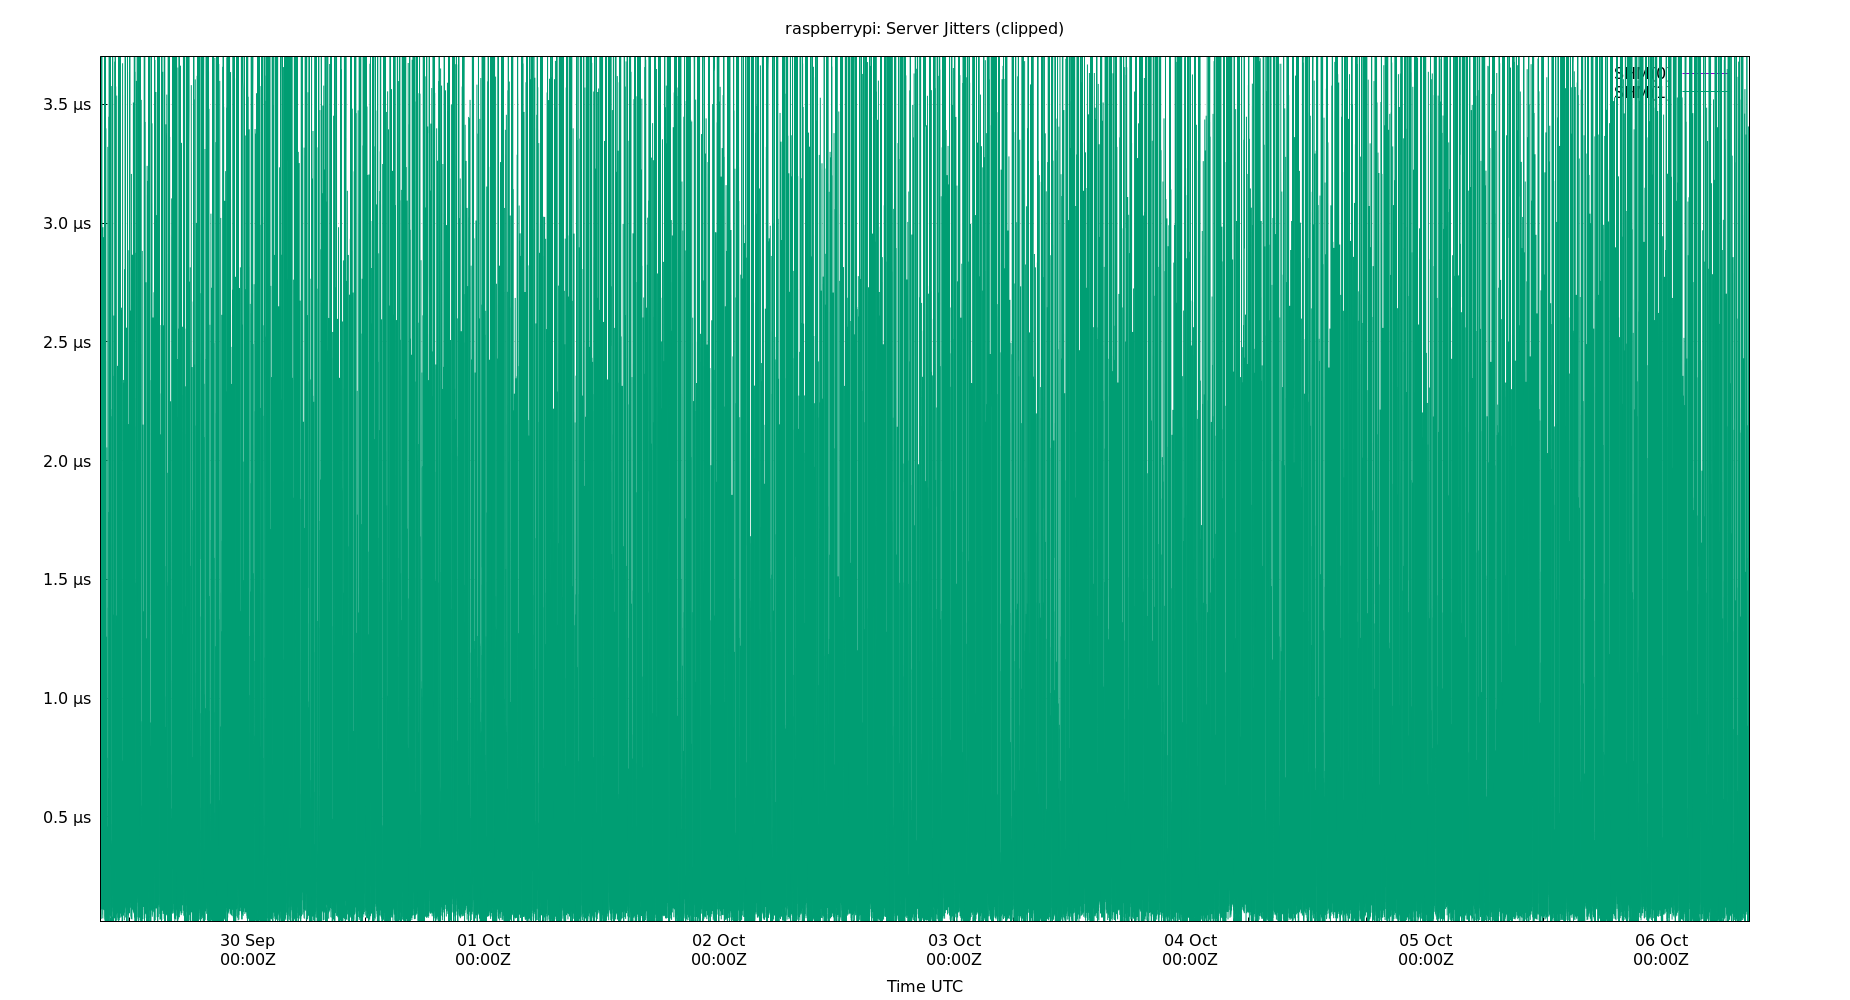 raspberrypi: Server Jitters (clipped)
3.5 µs
3.0 µs
2.5 µs
2.0 µs
1.5 µs
1.0 µs
0.5 µs
30 Sep
00:00Z
01 Oct
00:00Z
02 Oct
00:00Z
03 Oct
00:00Z
04 Oct
00:00Z
05 Oct
00:00Z
06 Oct
00:00Z
Time UTC